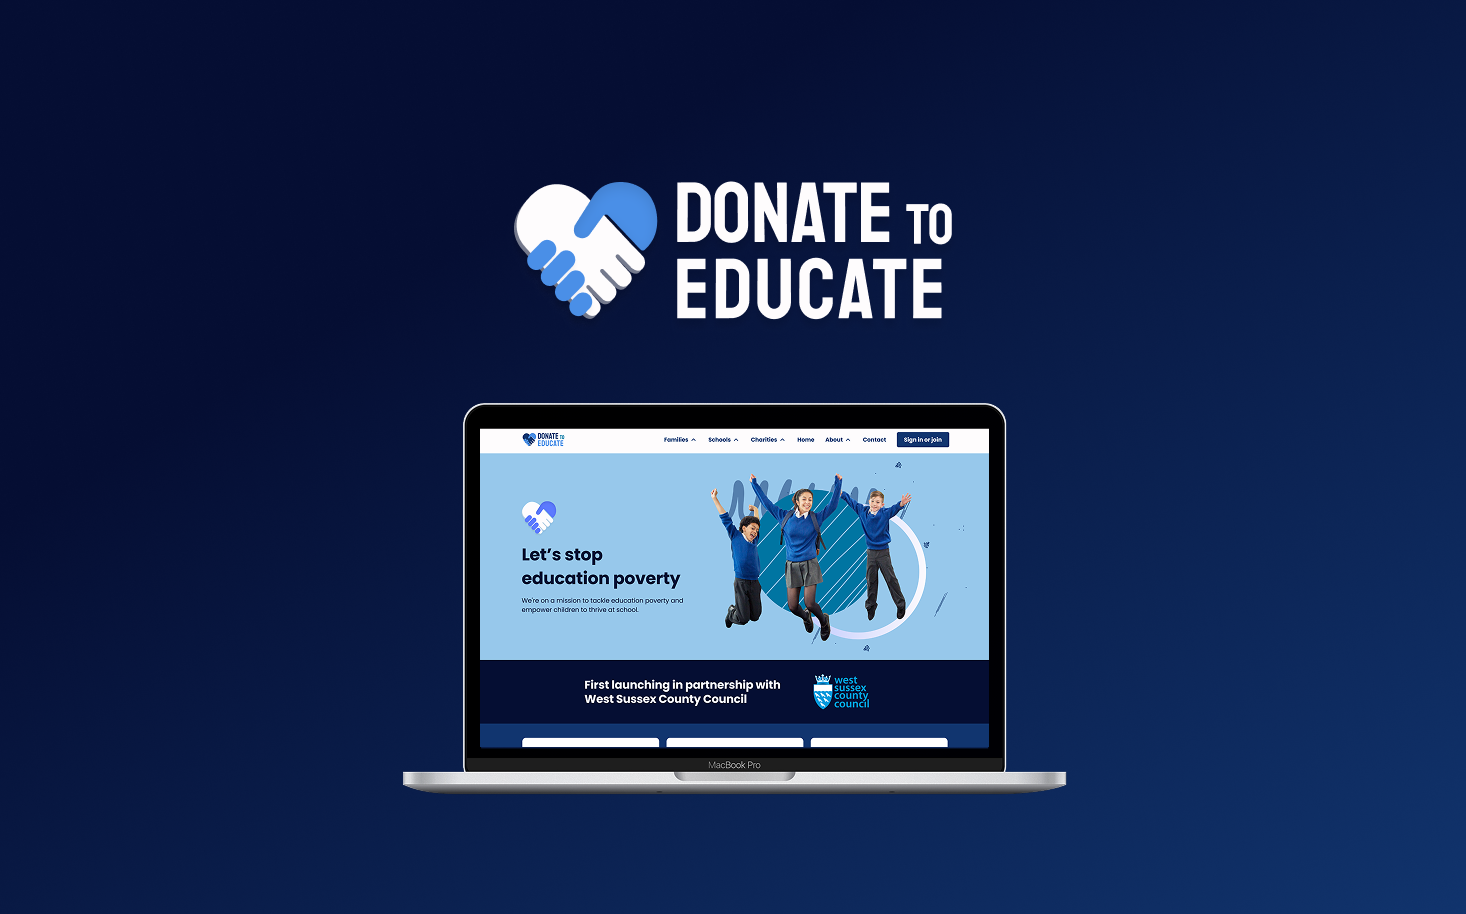 DONATE TO
EDUCATE
DONATE TO
EDUCATE
Families
Schools
Charities
Home
About
Contact
Sign in or join
Let’s stop
education poverty
We're on a mission to tackle education poverty and
empower children to thrive at school.
First launching in partnership with
West Sussex County Council
west
sussex
county
council
MacBook Pro